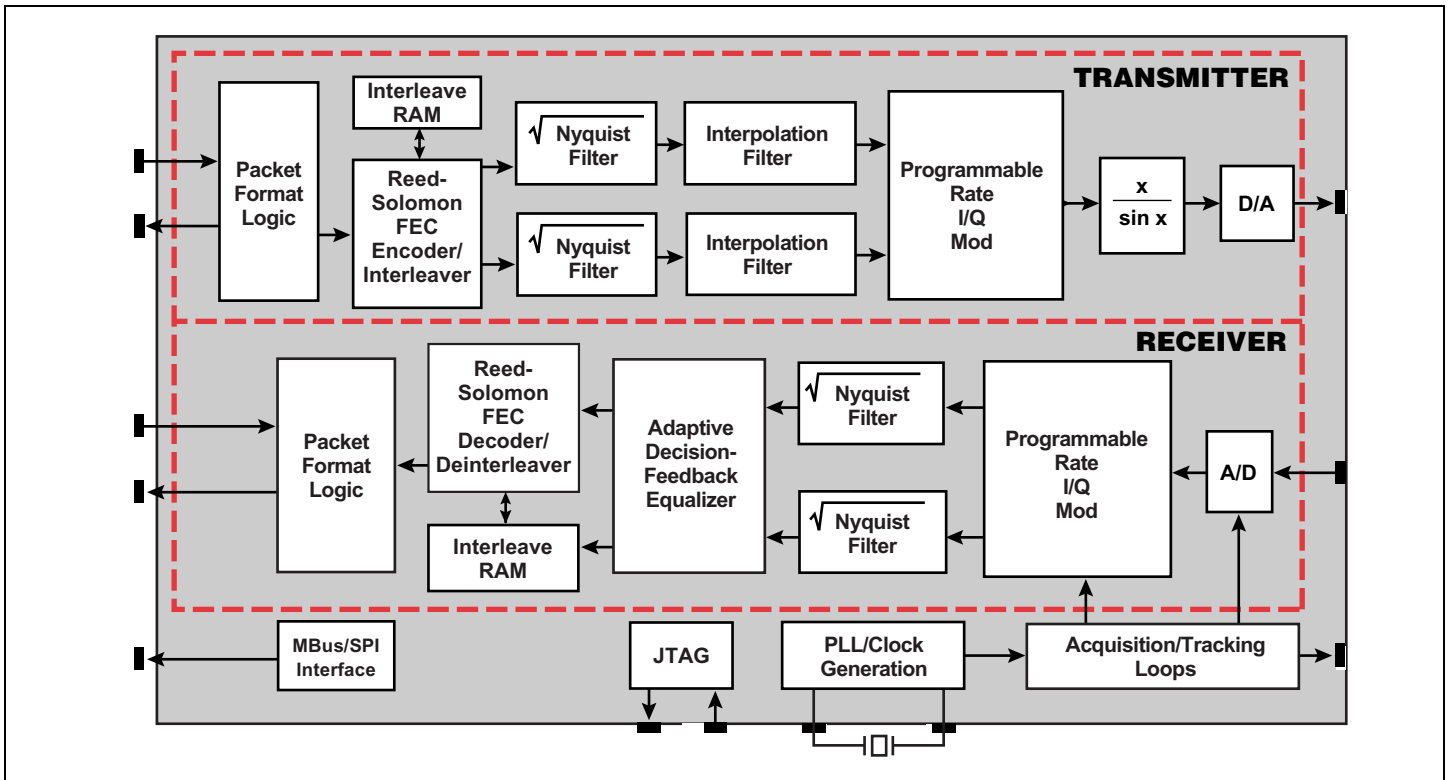 TRANSMITTER
Packet
Format
Logic
Interleave
RAM
Reed-
Solomon
FEC
Encoder/
Interleaver
√ Nyquist
Filter
Interpolation
Filter
√ Nyquist
Filter
Interpolation
Filter
Programmable
Rate
I/Q
Mod
x
sin x
D/A
RECEIVER
Packet
Format
Logic
Reed-
Solomon
FEC
Decoder/
Deinterleaver
Interleave
RAM
Adaptive
Decision-
Feedback
Equalizer
√ Nyquist
Filter
√ Nyquist
Filter
Programmable
Rate
I/Q
Mod
A/D
MBus/SPI
Interface
JTAG
PLL/Clock
Generation
Acquisition/Tracking
Loops